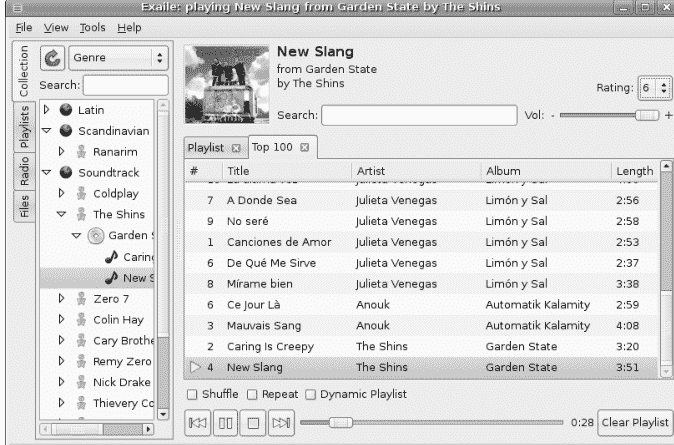 Exaile: playing New Slang from Garden State by The Shins
File View Tools Help
Collection
Playlists
Radio
Files
Genre
Search:
Latin
Scandinavian
Ranarim
Soundtrack
Coldplay
The Shins
Garden S
Caring
New S
Zero 7
Colin Hay
Cary Brothe
Remy Zero
Nick Drake
Thievery Co
New Slang
from Garden State
by The Shins
Rating: 6
Search: Vol: - +
Playlist Top 100
# Title Artist Album Length
7 A Donde Sea Julieta Venegas Limón y Sal 2:56
9 No seré Julieta Venegas Limón y Sal 2:58
1 Canciones de Amor Julieta Venegas Limón y Sal 2:53
6 De Qué Me Sirve Julieta Venegas Limón y Sal 2:37
8 Mírame bien Julieta Venegas Limón y Sal 3:38
6 Ce Jour Là Anouk Automatik Kalamity 2:59
3 Mauvais Sang Anouk Automatik Kalamity 4:08
2 Caring Is Creepy The Shins Garden State 3:20
4 New Slang The Shins Garden State 3:51
Shuffle Repeat Dynamic Playlist
0:28 Clear Playlist